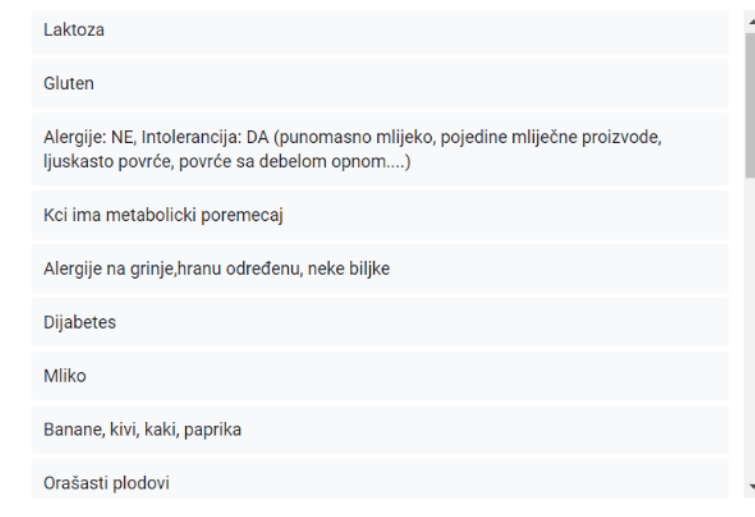 Laktoza
Gluten
Alergije: NE, Intolerancija: DA (punomasno mlijeko, pojedine mliječne proizvode,
ljuskasto povrće, povrće sa debelom opnom....)
Kci ima metabolicki poremecaj
Alergije na grinje,hranu određenu, neke biljke
Dijabetes
Mliko
Banane, kivi, kaki, paprika
Orašasti plodovi